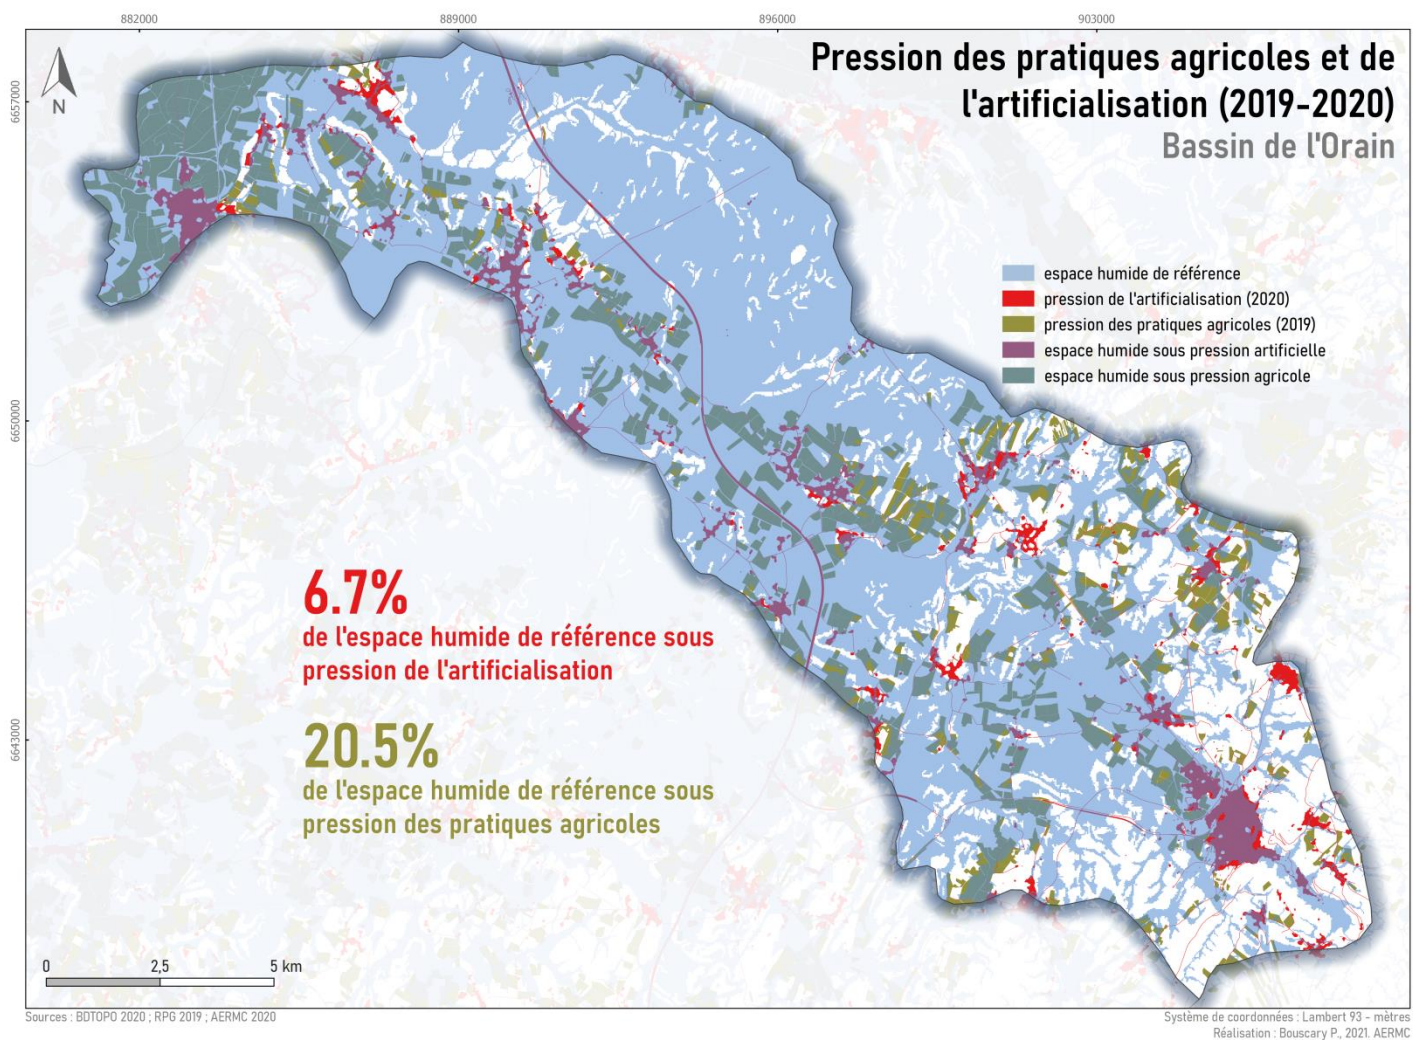 882000
889000
896000
903000
6657000
6650000
6643000
N
Pression des pratiques agricoles et de
l'artificialisation (2019-2020)
Bassin de l'Orain
espace humide de référence
pression de l'artificialisation (2020)
pression des pratiques agricoles (2019)
espace humide sous pression artificielle
espace humide sous pression agricole
6.7%
de l'espace humide de référence sous
pression de l'artificialisation
20.5%
de l'espace humide de référence sous
pression des pratiques agricoles
0 2,5 5 km
Sources : BDTOPO 2020 ; RPG 2019 ; AERMC 2020
Système de coordonnées : Lambert 93 - mètres
Réalisation : Bouscary P., 2021. AERMC